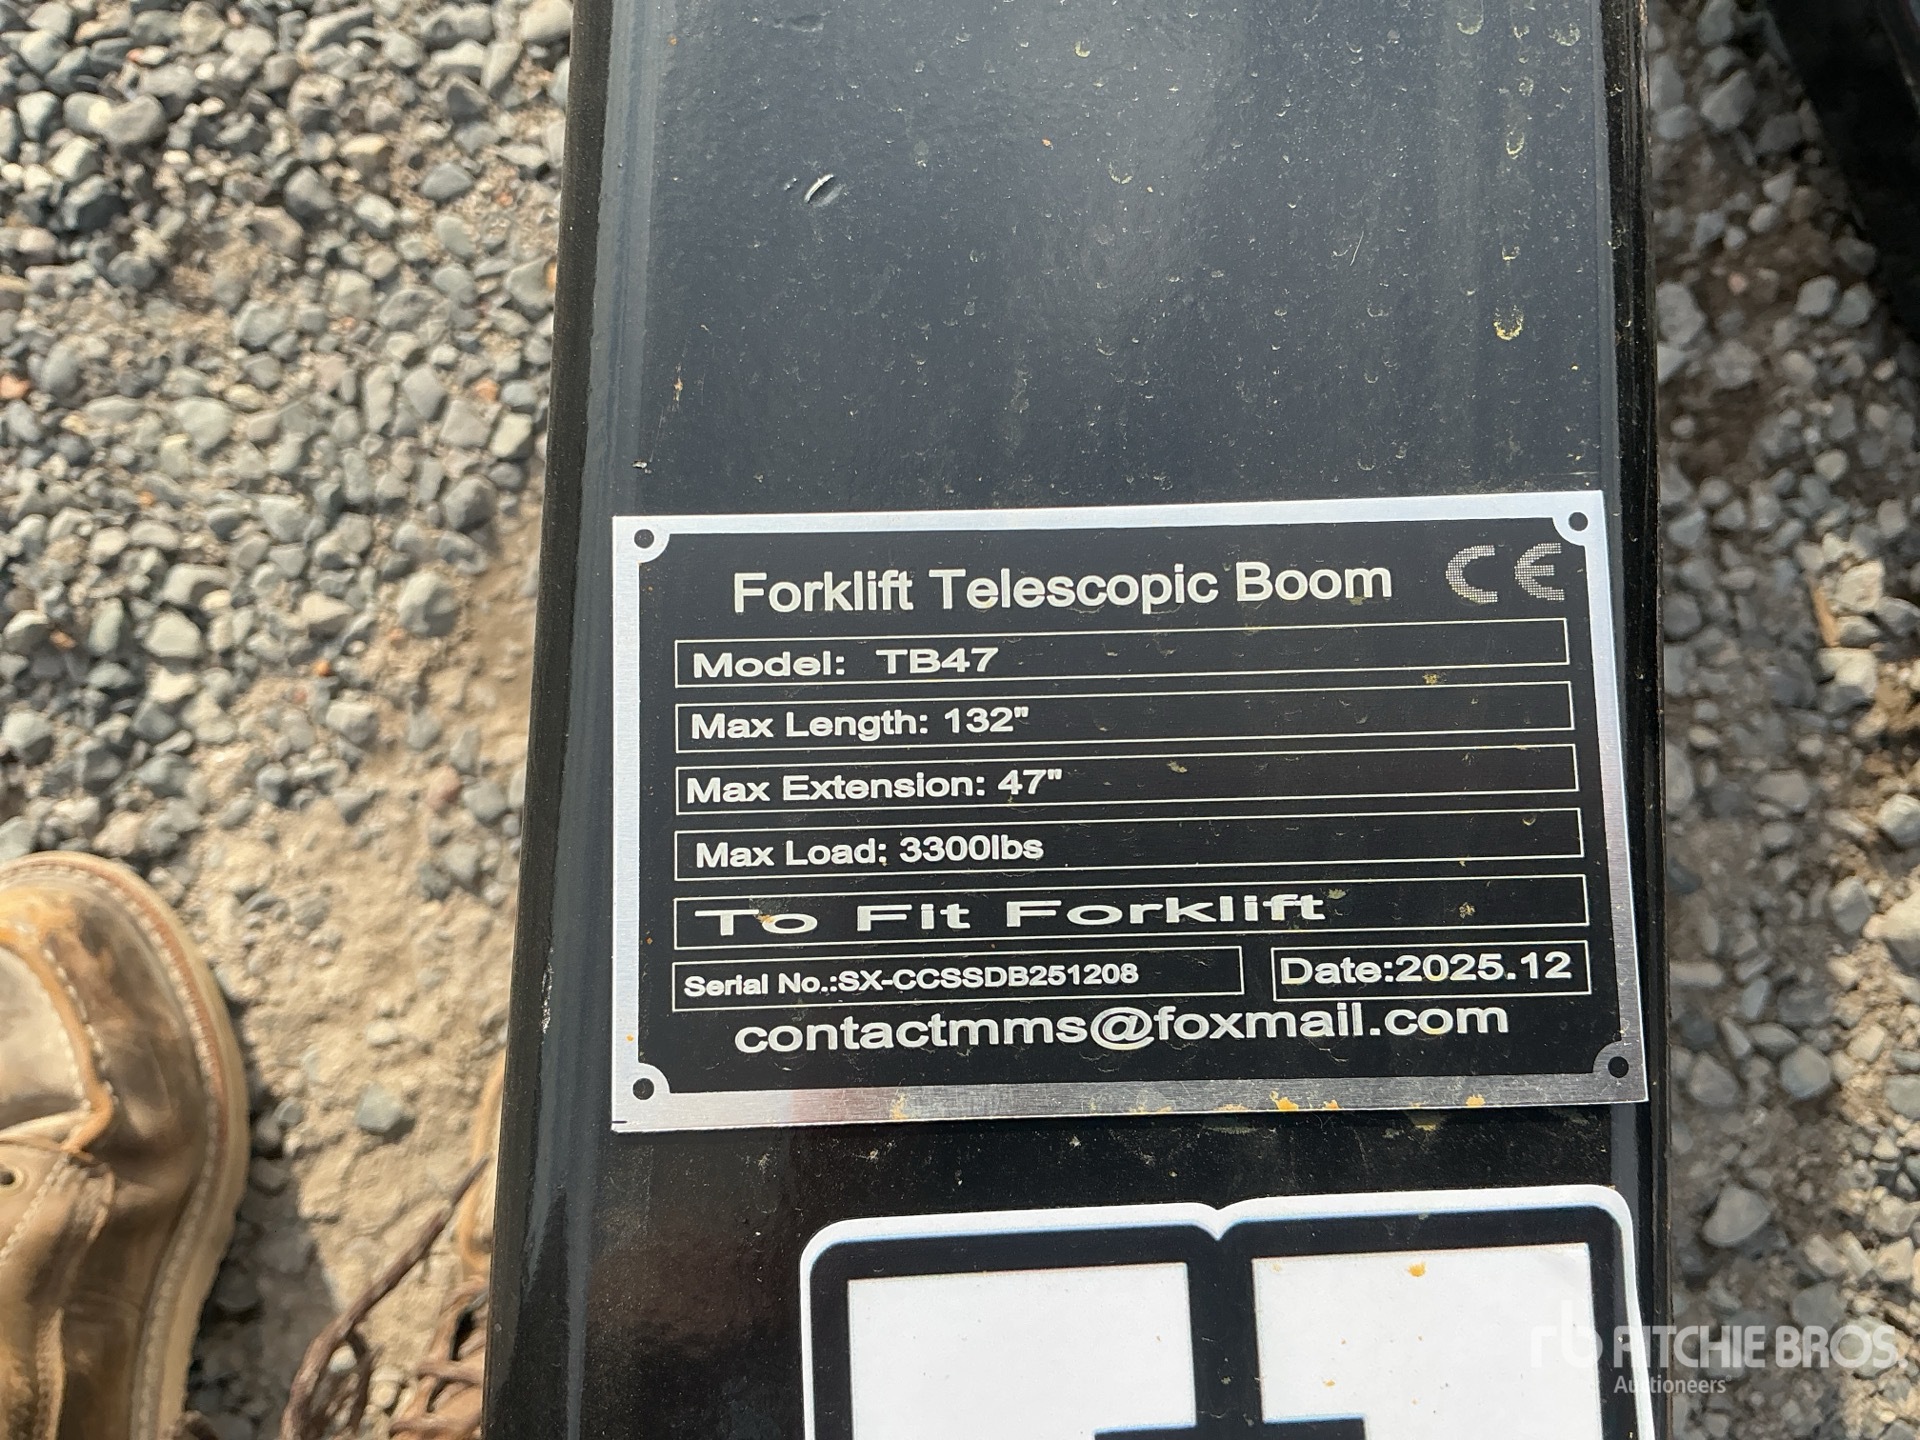 Forklift Telescopic Boom CE
Model: TB47
Max Length: 132"
Max Extension: 47"
Max Load: 3300lbs
To Fit Forklift
Serial No.:SX-CCSSDB251208
Date:2025.12
contactmms@foxmail.com
rb RITCHIE BROS.
Auctioneers